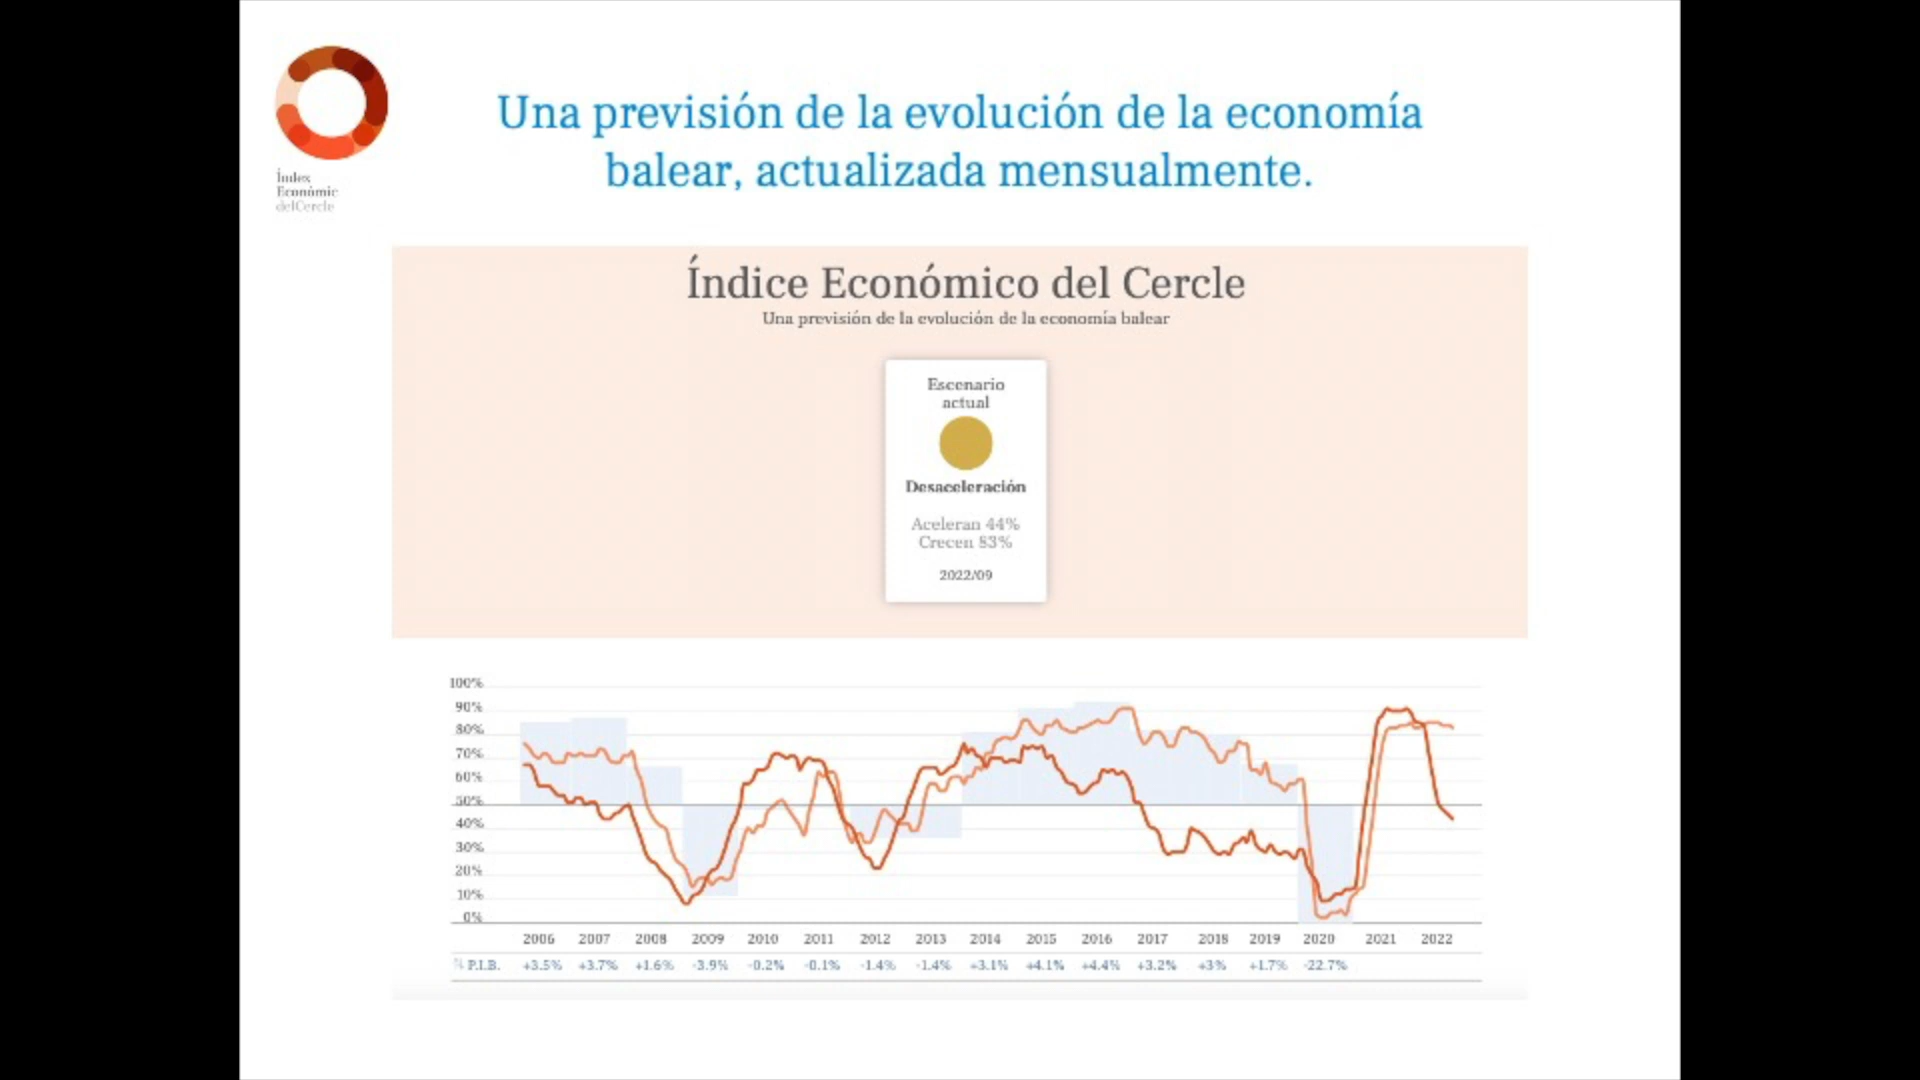 Índex
Econòmic
delCercle
Una previsión de la evolución de la economía
balear, actualizada mensualmente.
Índice Económico del Cercle
Una previsión de la evolución de la economía balear
Escenario
actual
Desaceleración
Aceleran 44%
Crecen 83%
2022/09
100%
90%
80%
70%
60%
50%
40%
30%
20%
10%
0%
2006 2007 2008 2009 2010 2011 2012 2013 2014 2015 2016 2017 2018 2019 2020 2021 2022
% P.I.B. +3.5% +3.7% +1.6% -3.9% -0.2% -0.1% -1.4% -1.4% +3.1% +4.1% +4.4% +3.2% +3% +1.7% -22.7%